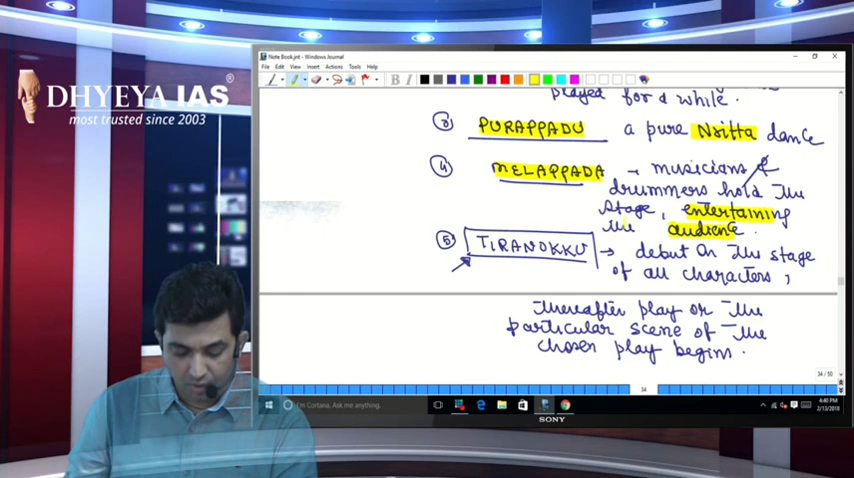 DHYEYA IAS®
most trusted since 2003
Note Book.jnt - Windows Journal
File Edit View Insert Actions Tools Help
B I
played for a while.
③ PURAPPADU a pure Nritta dance
④ MELAPPADA → musicians &
drummers hold the
stage, entertaining
the audience.
⑤ TIRANOKKU → debut on the stage
of all characters,
thereafter play or the
particular scene of the
chosen play begins.
34 / 50
34
I'm Cortana. Ask me anything.
4:40 PM
2/13/2018
SONY